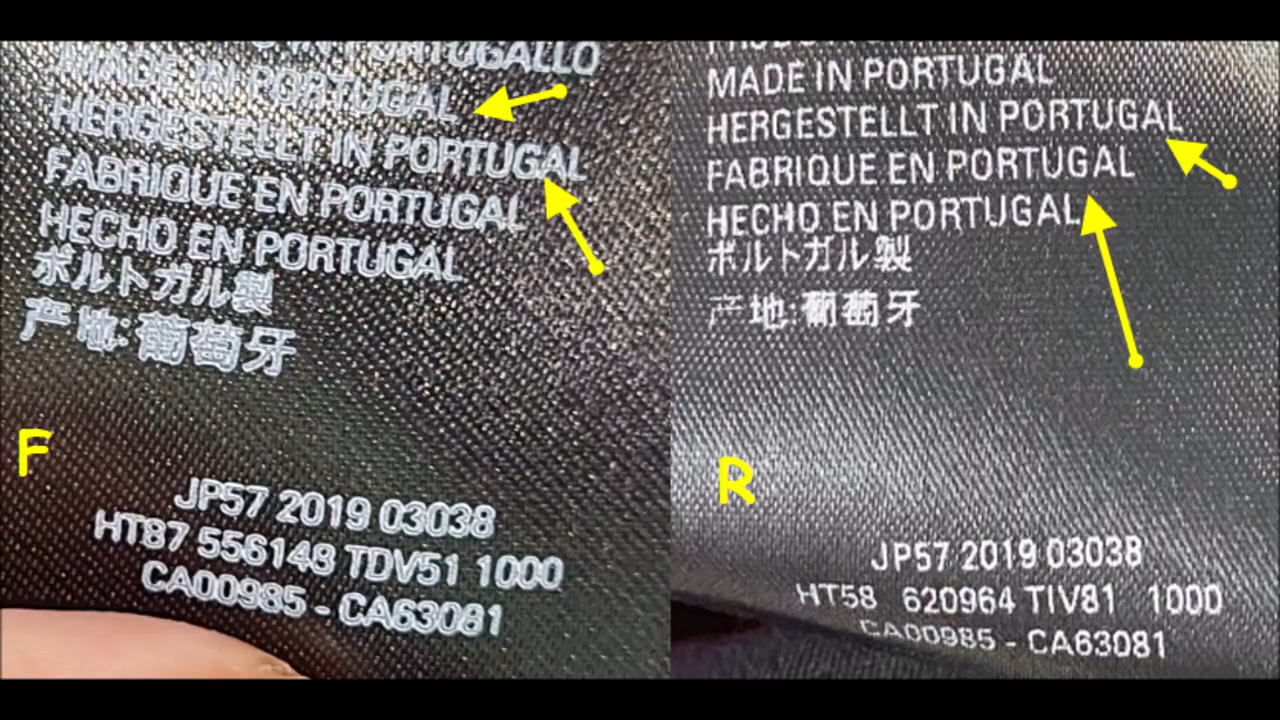 IN PORTUGALLO
MADE IN PORTUGAL
HERGESTELLT IN PORTUGAL
FABRIQUE EN PORTUGAL
HECHO EN PORTUGAL
ポルトガル製
产地:葡萄牙
F
JP57 2019 03038
HT87 556148 TDV51 1000
CA00985 - CA63081
MADE IN PORTUGAL
HERGESTELLT IN PORTUGAL
FABRIQUE EN PORTUGAL
HECHO EN PORTUGAL
ポルトガル製
产地:葡萄牙
R
JP57 2019 03038
HT58 620964 TIV81 1000
CA00985 - CA63081